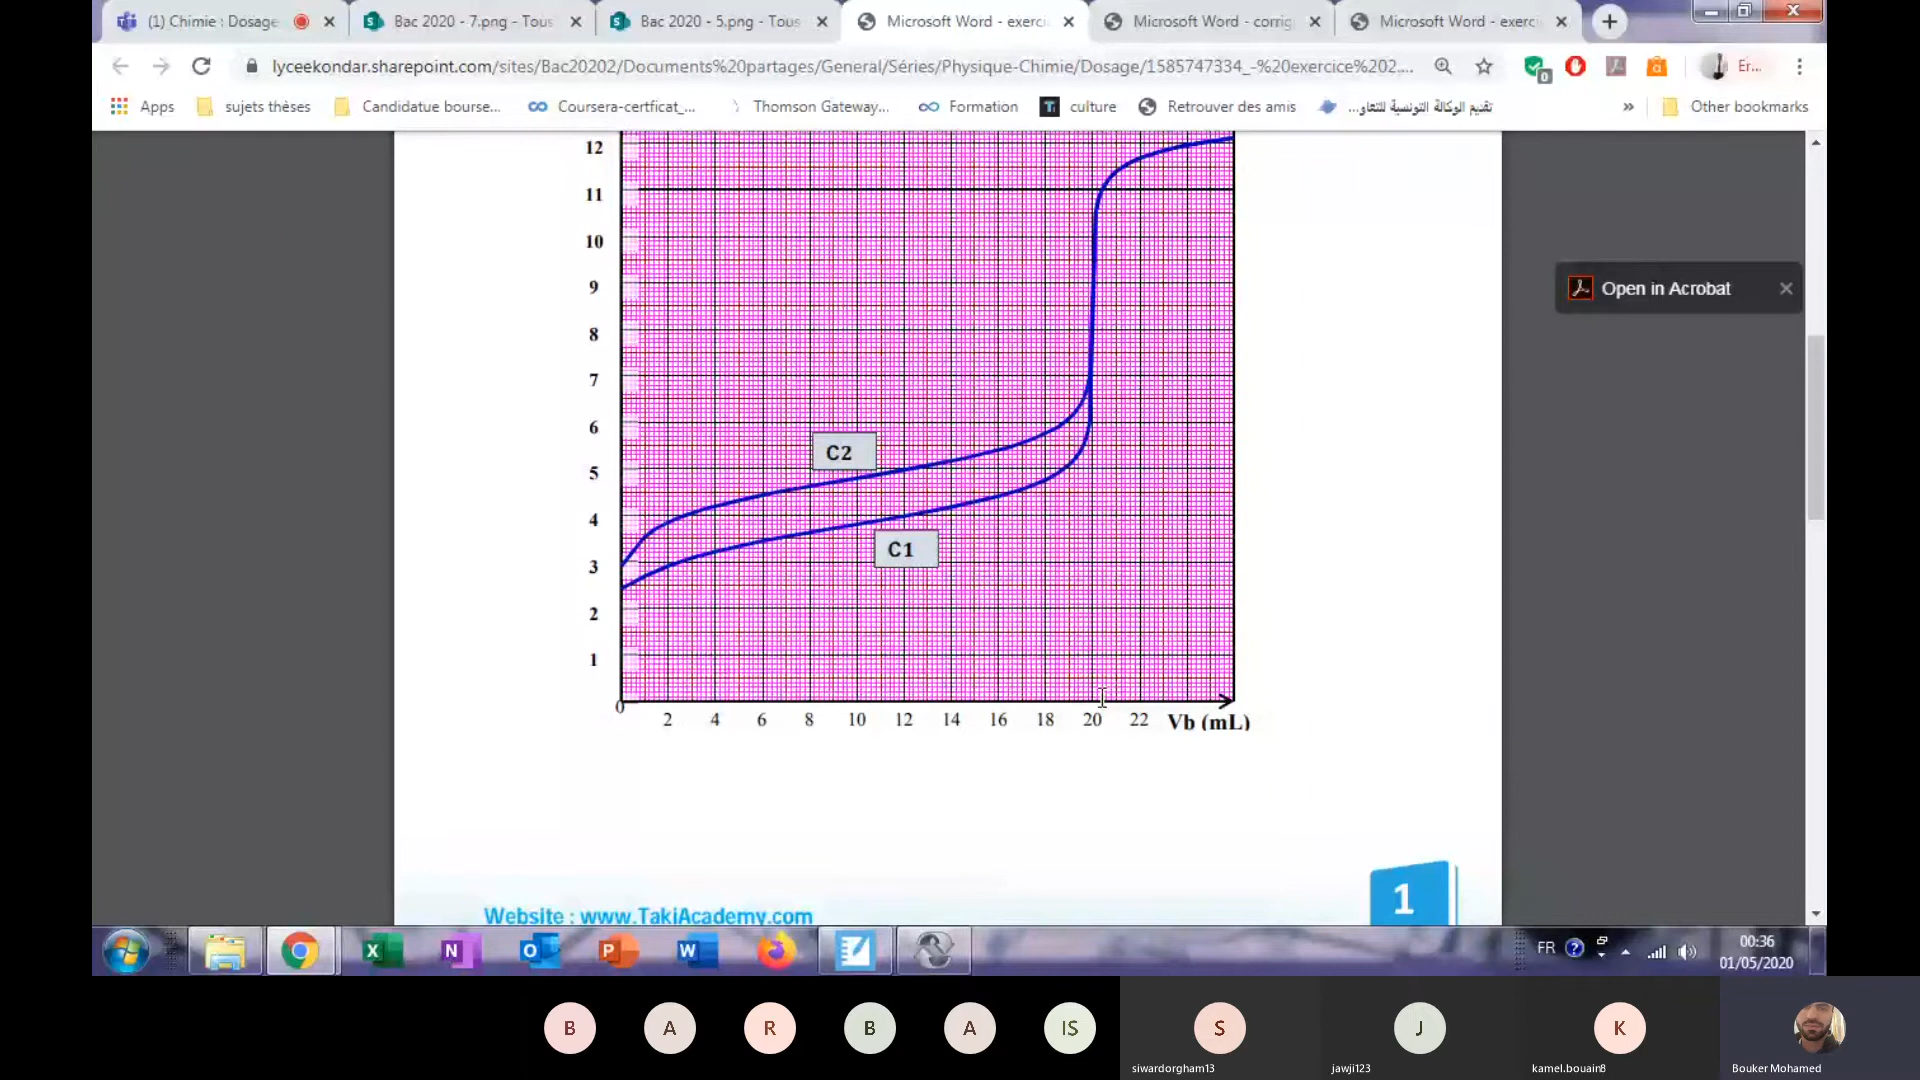 (1) Chimie : Dosage
Bac 2020 - 7.png - Tous
Bac 2020 - 5.png - Tous
Microsoft Word - exerci
Microsoft Word - corrig
Microsoft Word - exerci
lyceekondar.sharepoint.com/sites/Bac20202/Documents%20partages/General/Séries/Physique-Chimie/Dosage/1585747334_-%20exercice%202....
0
Er...
Apps
sujets thèses
Candidatue bourse...
Coursera-certficat_...
Thomson Gateway...
Formation
culture
Retrouver des amis
تقديم الوكالة التونسية للتعاو...
»
Other bookmarks
Open in Acrobat
12
11
10
9
8
7
6
5
4
3
2
1
C2
C1
0
2 4 6 8 10 12 14 16 18 20 22 Vb (mL)
Website : www.TakiAcademy.com
1
FR
00:36
01/05/2020
B
A
R
B
A
IS
S
J
K
siwardorgham13
jawji123
kamel.bouain8
Bouker Mohamed